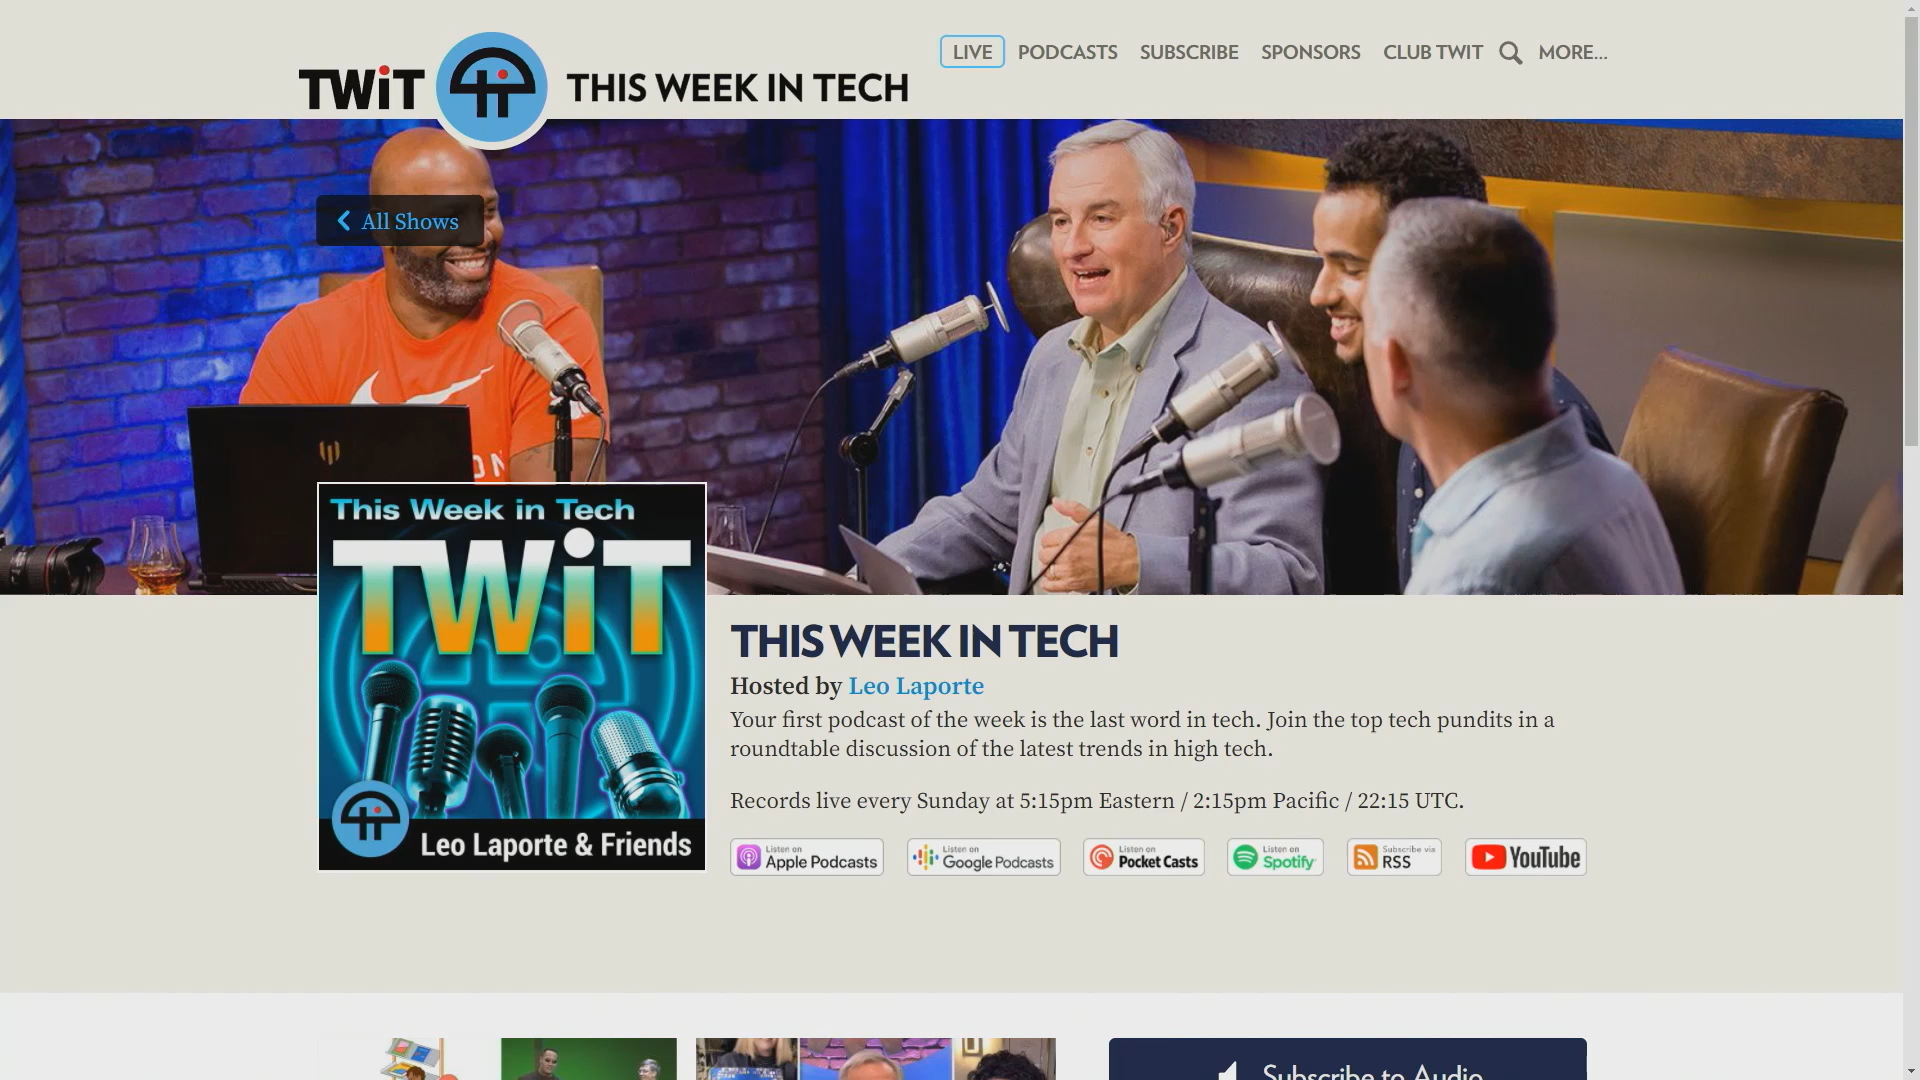 TWiT
THIS WEEK IN TECH
LIVE
PODCASTS
SUBSCRIBE
SPONSORS
CLUB TWIT
MORE...
All Shows
This Week in Tech
TWiT
Leo Laporte & Friends
THIS WEEK IN TECH
Hosted by Leo Laporte
Your first podcast of the week is the last word in tech. Join the top tech pundits in a
roundtable discussion of the latest trends in high tech.
Records live every Sunday at 5:15pm Eastern / 2:15pm Pacific / 22:15 UTC.
Listen on
Apple Podcasts
Listen on
Google Podcasts
Listen on
Pocket Casts
Listen on
Spotify
Subscribe via
RSS
YouTube
Subscribe to Audio